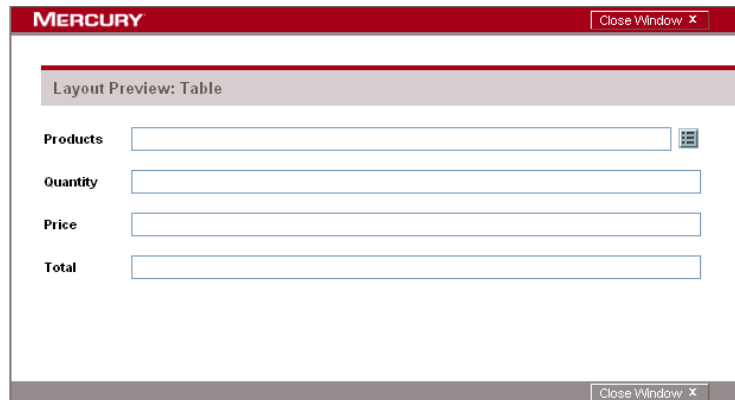 MERCURY
Close Window x
Layout Preview: Table
Products
Quantity
Price
Total
Close Window x